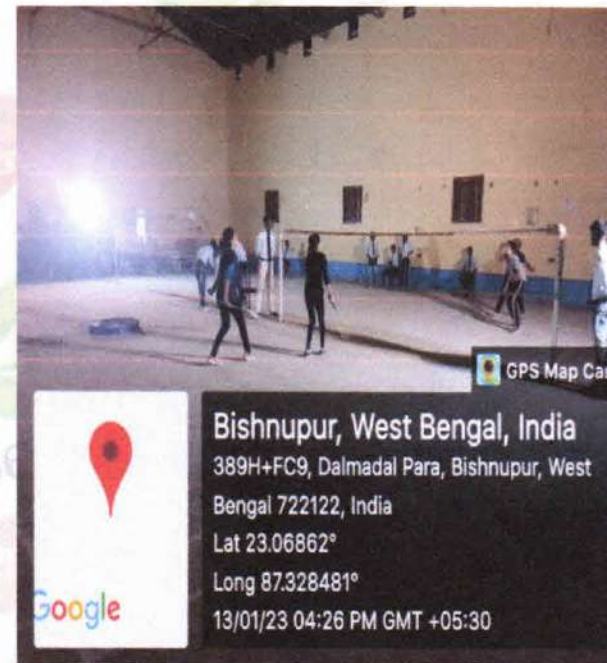 GPS Map Ca
Bishnupur, West Bengal, India
389H+FC9, Dalmadal Para, Bishnupur, West
Bengal 722122, India
Lat 23.06862°
Long 87.328481°
13/01/23 04:26 PM GMT +05:30
Google